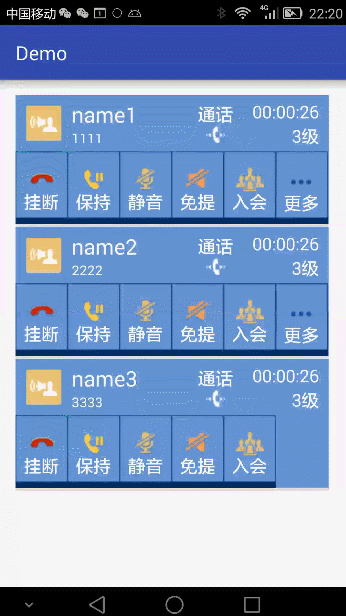 中国移动 4G 22:20
Demo
name1 通话 00:00:26
1111 3级
挂断 保持 静音 免提 入会 更多
name2 通话 00:00:26
2222 3级
挂断 保持 静音 免提 入会 更多
name3 通话 00:00:26
3333 3级
挂断 保持 静音 免提 入会